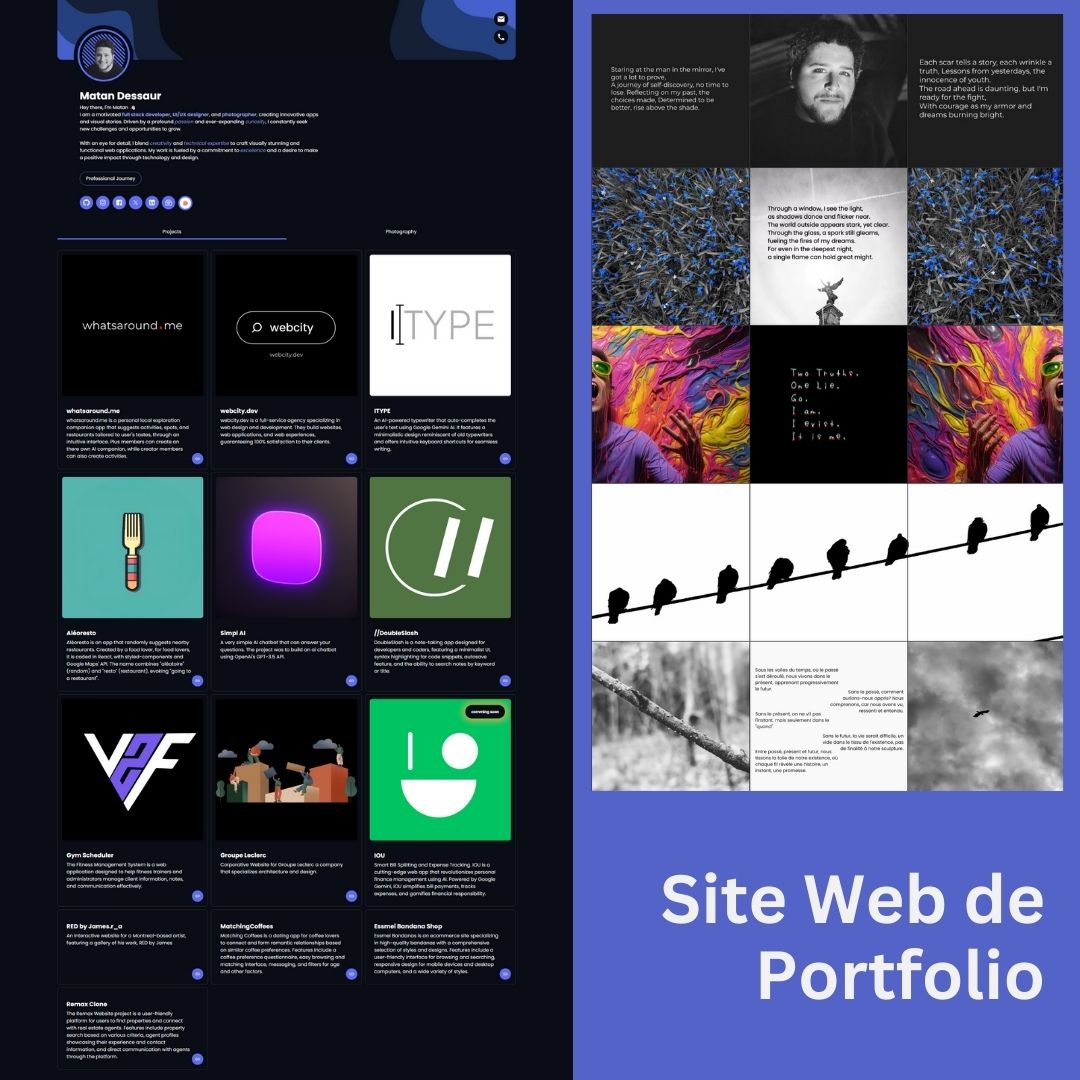 Matan Dessaur
Hey there, I'm Matan
I am a motivated full stack developer, UI/UX designer, and photographer, creating innovative apps
and visual stories. Driven by a profound passion and ever-expanding curiosity, I constantly seek
new challenges and opportunities to grow.
With an eye for detail, I blend creativity and technical expertise to craft visually stunning and
functional web applications. My work is fueled by a commitment to excellence and a desire to make
a positive impact through technology and design.
Professional Journey
Projects
Photography
whatsaround.me
webcity
webcity.dev
ITYPE
whatsaround.me
whatsaround.me is a personal local exploration
companion app that suggests activities, spots, and
restaurants tailored to user's tastes, through an
intuitive interface. Plus members can create an
there own AI companion, while creator members
can also create activities.
webcity.dev
webcity.dev is a full-service agency specializing in
web design and development. They build websites,
web applications, and web experiences,
guaranteeing 100% satisfaction to their clients.
ITYPE
An AI-powered typewriter that auto-completes the
user's text using Google Gemini AI. It features a
minimalistic design reminiscent of old typewriters
and offers intuitive keyboard shortcuts for seamless
writing.
Aléoresto
Aléoresto is an app that randomly suggests nearby
restaurants. Created by a food lover, for food lovers,
it is coded in React, with styled-components and
Google Maps' API. The name combines "aléatoire"
(random) and "resto" (restaurant), evoking "going to
a restaurant".
Simpl AI
A very simple AI chatbot that can answer your
questions. The project was to build an ai chatbot
using OpenAI's GPT-3.5 API.
//DoubleSlash
DoubleSlash is a note-taking app designed for
developers and coders, featuring a minimalist UI,
syntax highlighting for code snippets, autosave
feature, and the ability to search notes by keyword
or title.
V2F
comming soon
Gym Scheduler
The Fitness Management System is a web
application designed to help fitness trainers and
administrators manage client information, notes,
and communication effectively.
Groupe Leclerc
Corporative Website for Groupe Leclerc a company
that specializes architecture and design.
IOU
Smart Bill Splitting and Expense Tracking. IOU is a
cutting-edge web app that revolutionizes personal
finance management using AI. Powered by Google
Gemini, IOU simplifies bill payments, tracks
expenses, and gamifies financial responsibility.
RED by James.r_a
An interactive website for a Montreal-based artist,
featuring a gallery of his work, RED by James
MatchingCoffees
Matching Coffees is a dating app for coffee lovers
to connect and form romantic relationships based
on similar coffee preferences. Features include a
coffee preference questionnaire, easy browsing and
matching interface, messaging, and filters for age
and other factors.
Essmel Bandana Shop
Essmel Bandanas is an ecommerce site specializing
in high-quality bandanas with a comprehensive
selection of styles and designs. Features include a
user-friendly interface for browsing and searching,
responsive design for mobile devices and desktop
computers, and a wide variety of styles.
Remax Clone
The Remax Website project is a user-friendly
platform for users to find properties and connect
with real estate agents. Features include property
search based on various criteria, agent profiles
showcasing their experience and contact
information, and direct communication with agents
through the platform.
Staring at the man in the mirror, I've
got a lot to prove,
A journey of self-discovery, no time to
lose. Reflecting on my past, the
choices made, Determined to be
better, rise above the shade.
Each scar tells a story, each wrinkle a
truth, Lessons from yesterdays, the
innocence of youth.
The road ahead is daunting, but I'm
ready for the fight,
With courage as my armor and
dreams burning bright.
Through a window, I see the light,
as shadows dance and flicker near.
The world outside appears stark, yet clear.
Through the glass, a spark still gleams,
fueling the fires of my dreams.
For even in the deepest night,
a single flame can hold great might.
Two Truths.
One Lie.
Go.
I am.
I exist.
It is me.
Sous les voiles du temps, où le passé
s'est déroulé, nous vivons dans le
présent, apprenant progressivement
le futur.
Sans le passé, comment
aurions-nous appris? Nous
comprenons, car nous avons vu,
ressenti et entendu.
Sans le présent, on ne vit pas
l'instant, mais seulement dans le
"quand"
Sans le futur, la vie serait difficile, un
vide dans le tissu de l'existence, pas
de finalité à notre sculpture.
Entre passé, présent et futur, nous
tissons la toile de notre existence, où
chaque fil révèle une histoire, un
instant, une promesse.
Site Web de
Portfolio